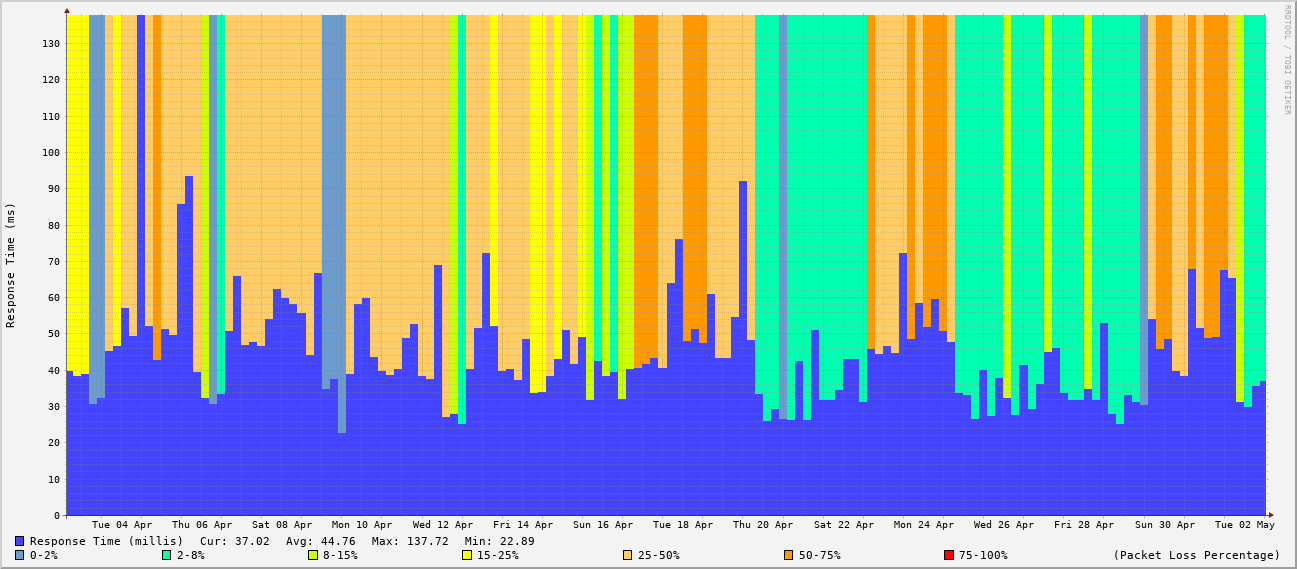 RRDTOOL / TOBI OETIKER
Response Time (ms)
130
120
110
100
90
80
70
60
50
40
30
20
10
0
Tue 04 Apr Thu 06 Apr Sat 08 Apr Mon 10 Apr Wed 12 Apr Fri 14 Apr Sun 16 Apr Tue 18 Apr Thu 20 Apr Sat 22 Apr Mon 24 Apr Wed 26 Apr Fri 28 Apr Sun 30 Apr Tue 02 May
Response Time (millis) Cur: 37.02 Avg: 44.76 Max: 137.72 Min: 22.89
0-2% 2-8% 8-15% 15-25% 25-50% 50-75% 75-100% (Packet Loss Percentage)